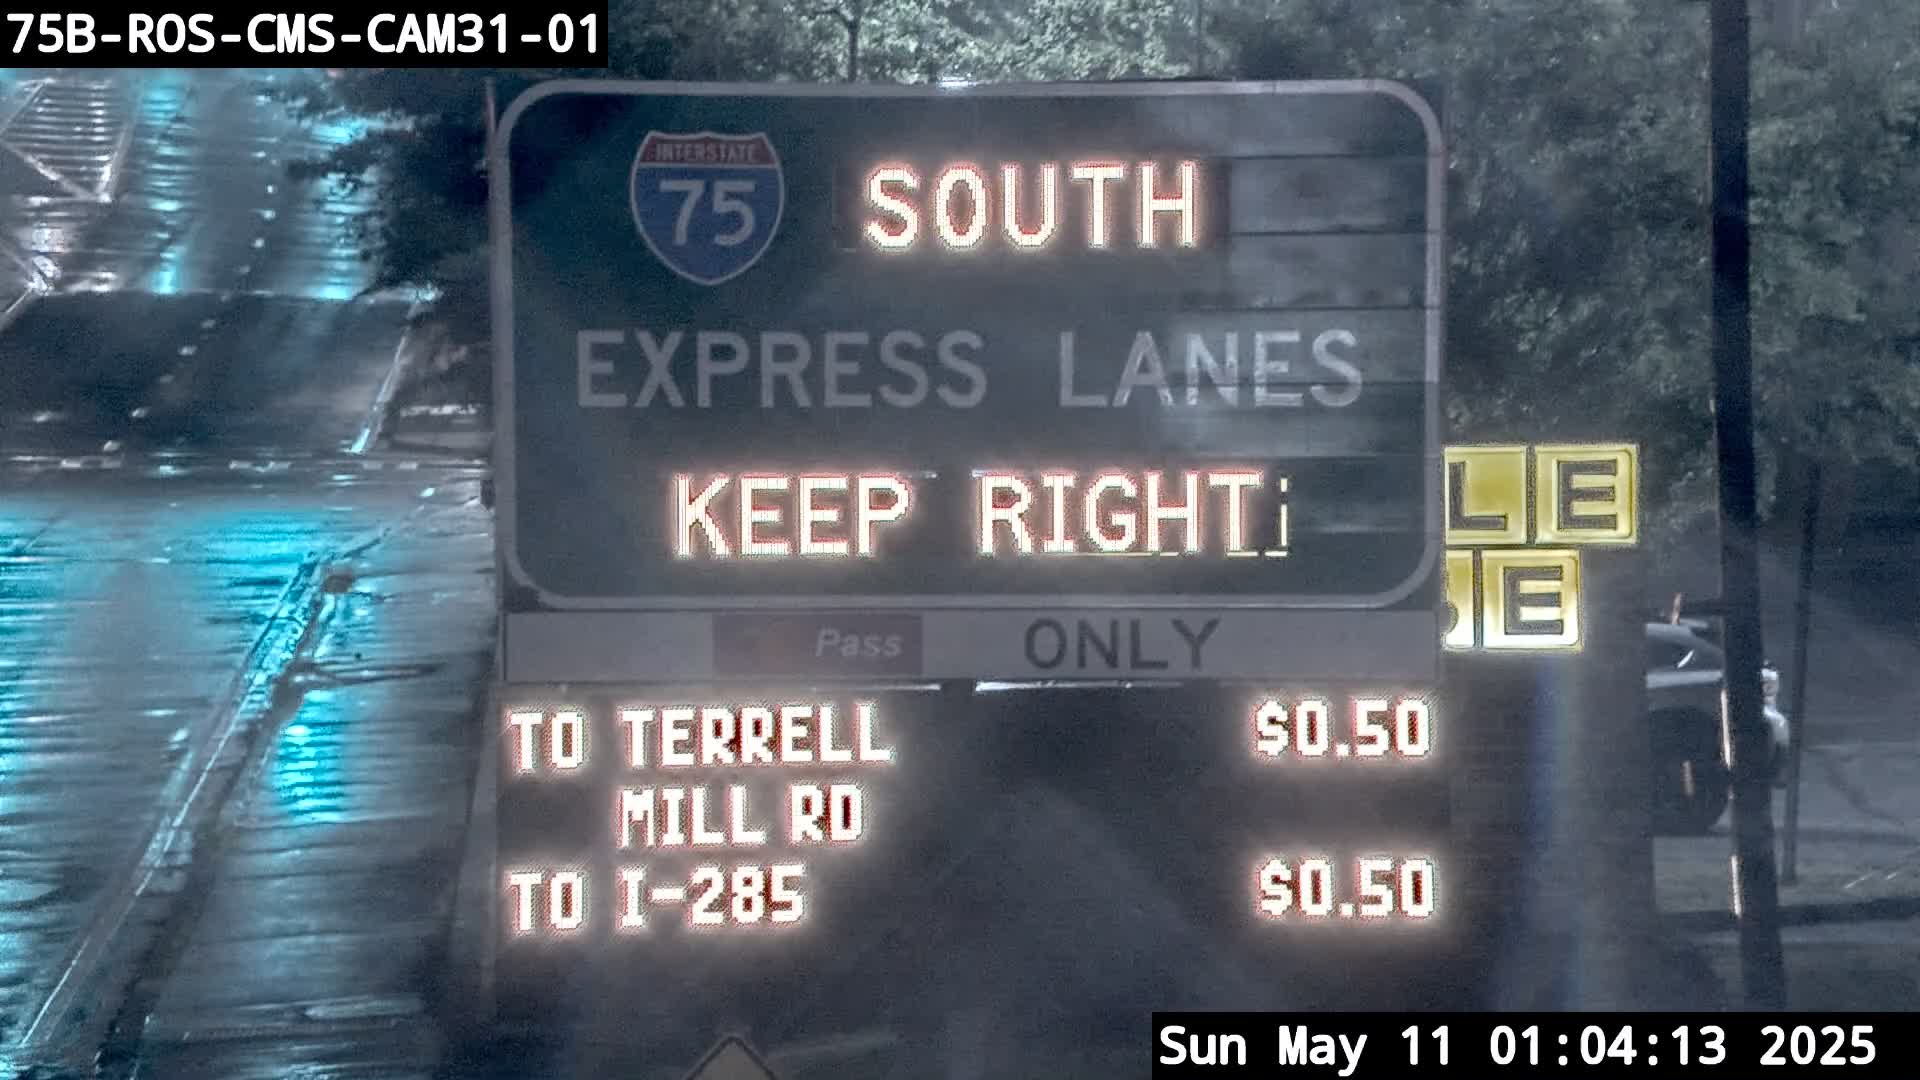 75B-ROS-CMS-CAM31-01
INTERSTATE
75
SOUTH
EXPRESS LANES
KEEP RIGHT
LE
E
Pass ONLY
TO TERRELL $0.50
MILL RD
TO I-285 $0.50
Sun May 11 01:04:13 2025